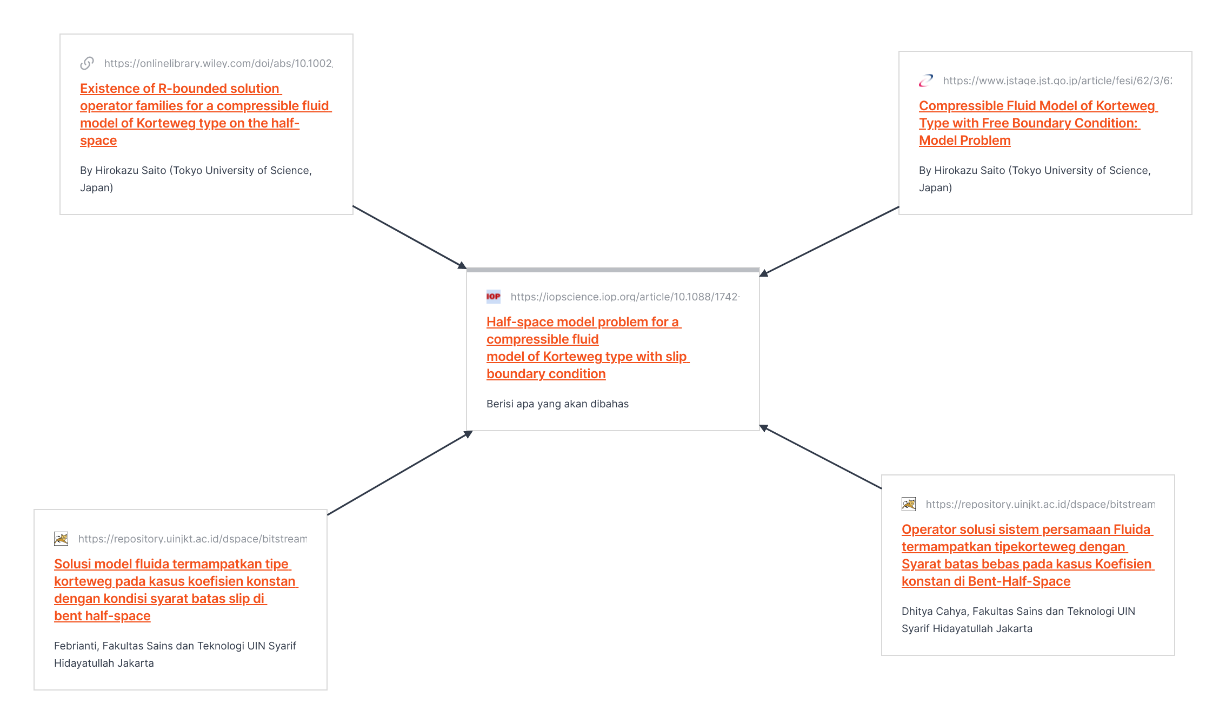 https://onlinelibrary.wiley.com/doi/abs/10.1002.
Existence of R-bounded solution
operator families for a compressible fluid
model of Korteweg type on the half-
space
By Hirokazu Saito (Tokyo University of Science,
Japan)
https://www.jstage.jst.go.jp/article/fesi/62/3/6
Compressible Fluid Model of Korteweg
Type with Free Boundary Condition:
Model Problem
By Hirokazu Saito (Tokyo University of Science,
Japan)
IOP
https://iopscience.iop.org/article/10.1088/1742-
Half-space model problem for a
compressible fluid
model of Korteweg type with slip
boundary condition
Berisi apa yang akan dibahas
https://repository.uinjkt.ac.id/dspace/bitstream
Solusi model fluida termampatkan tipe
korteweg pada kasus koefisien konstan
dengan kondisi syarat batas slip di
bent half-space
Febrianti, Fakultas Sains dan Teknologi UIN Syarif
Hidayatullah Jakarta
https://repository.uinjkt.ac.id/dspace/bitstream
Operator solusi sistem persamaan Fluida
termampatkan tipekorteweg dengan
Syarat batas bebas pada kasus Koefisien
konstan di Bent-Half-Space
Dhitya Cahya, Fakultas Sains dan Teknologi UIN
Syarif Hidayatullah Jakarta